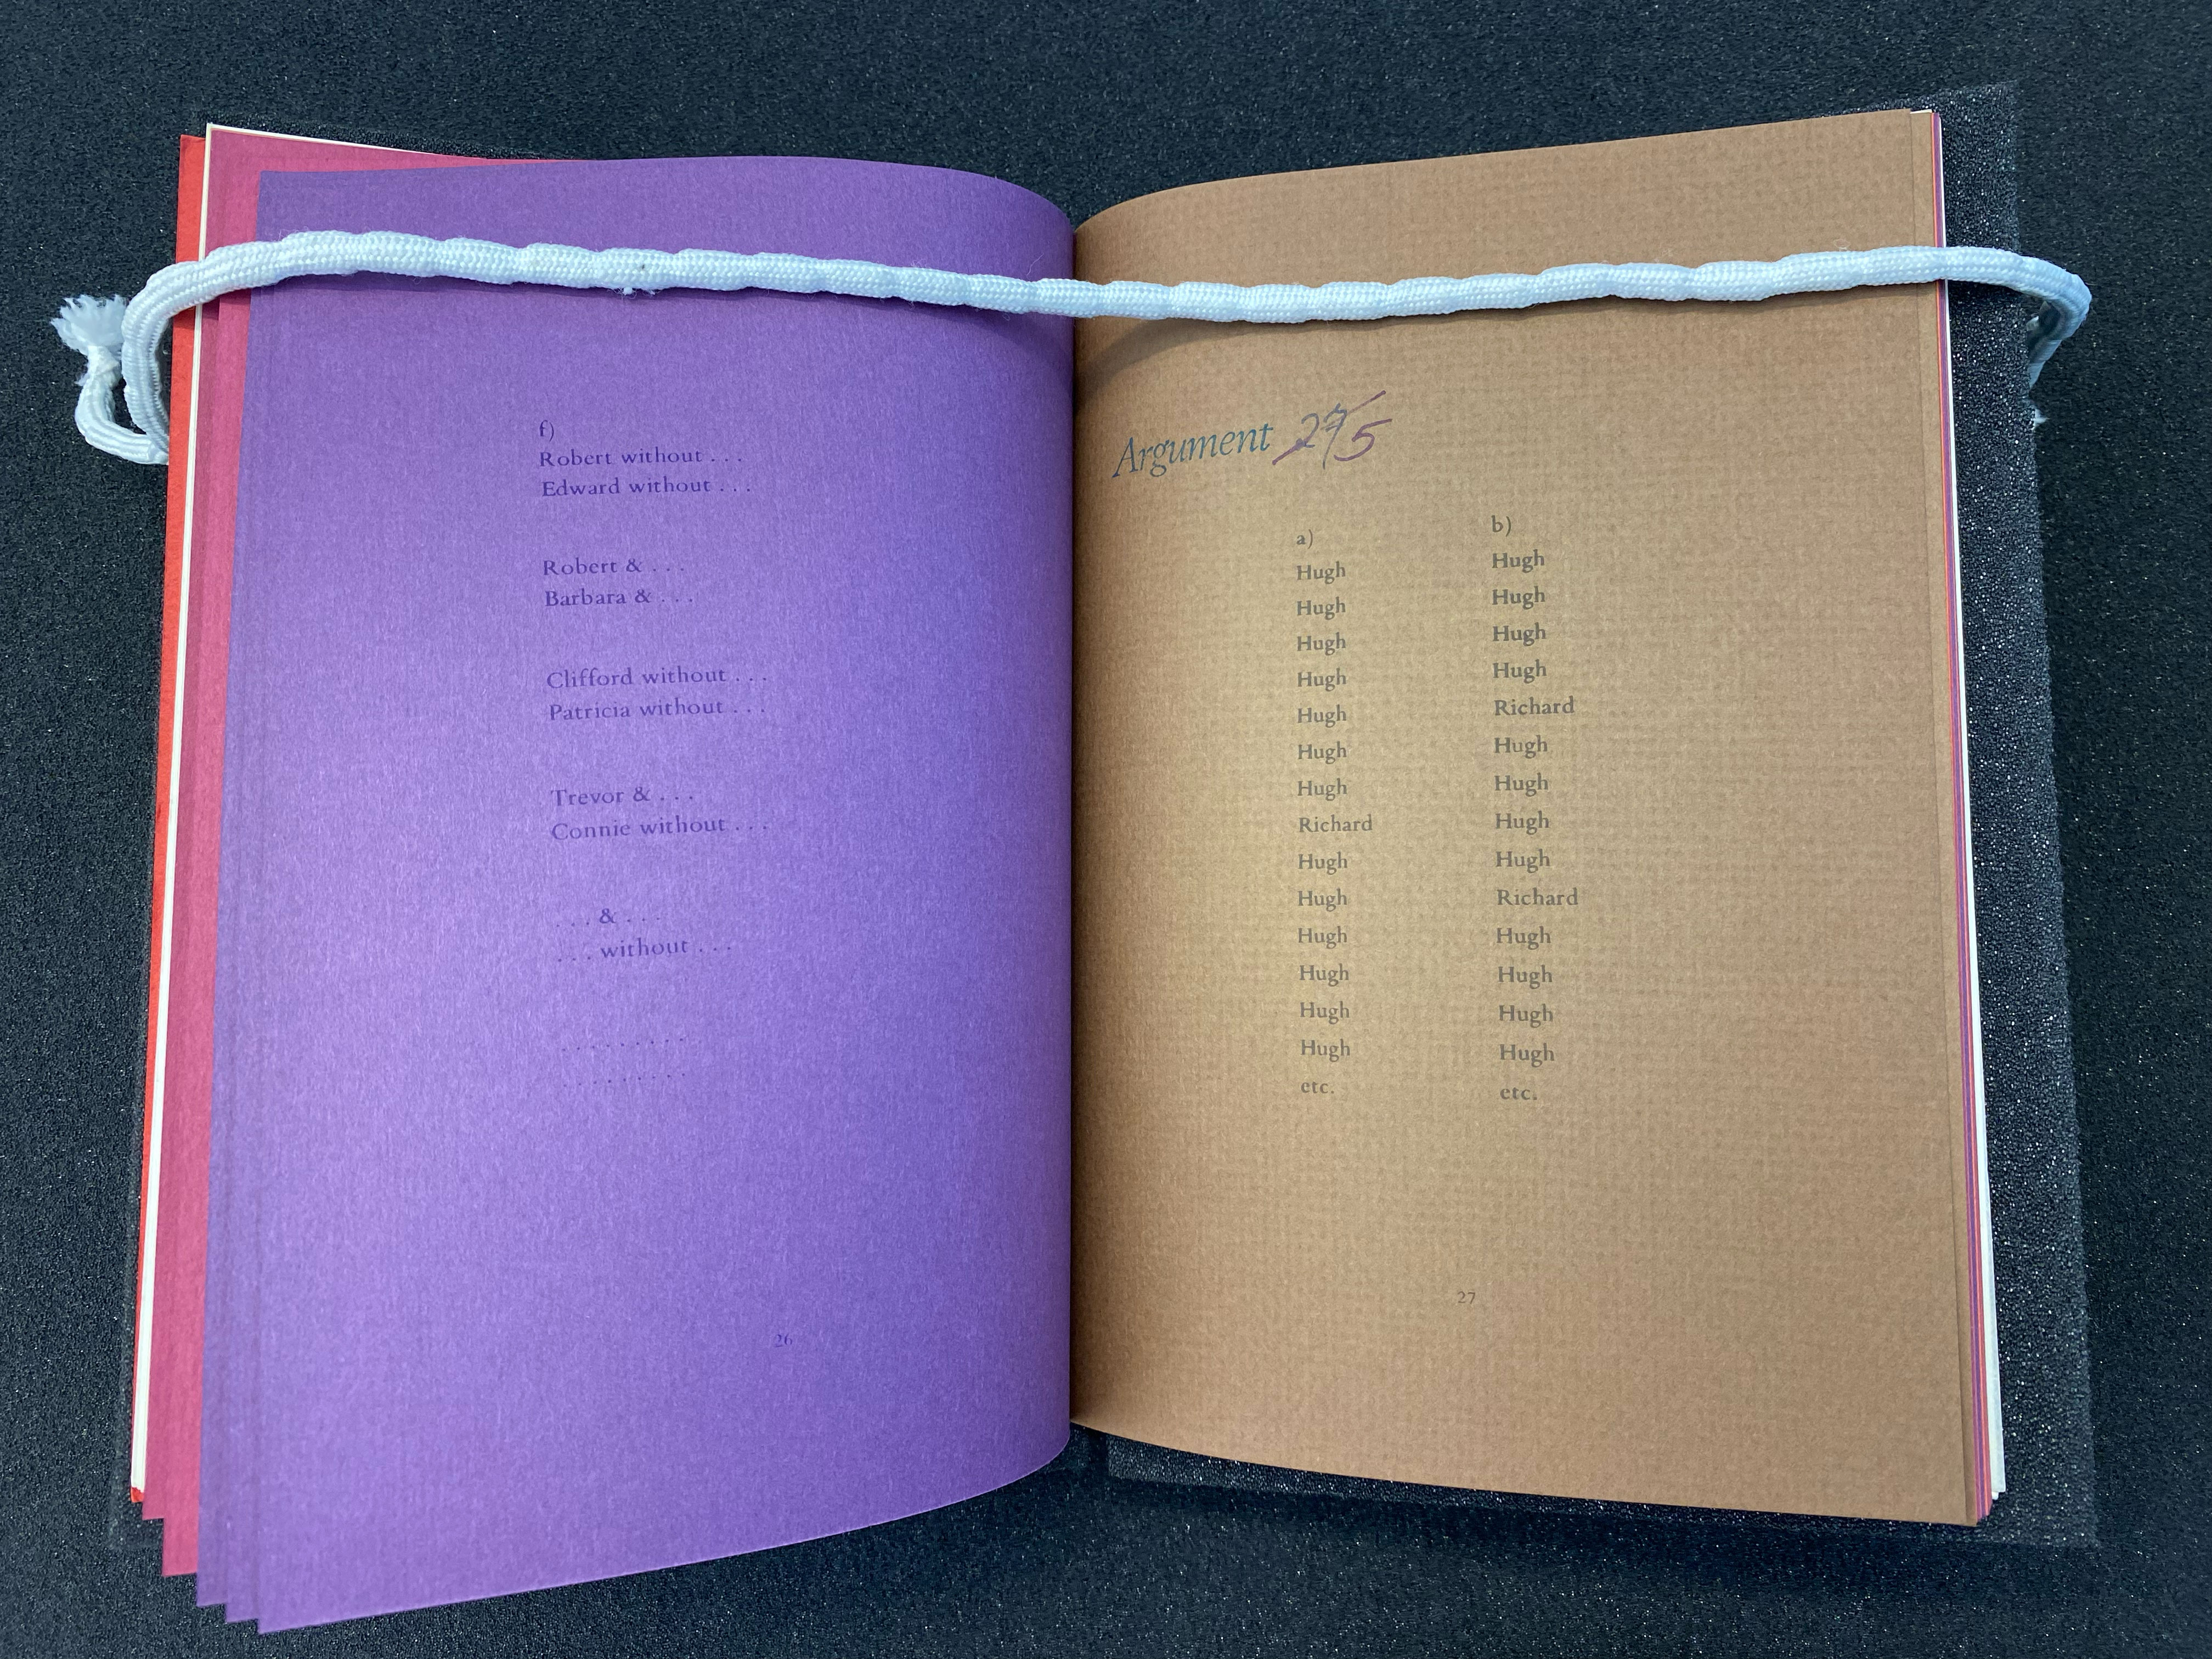 f)
Robert without . . .
Edward without . . .
Robert & . . .
Barbara & . . .
Clifford without . . .
Patricia without . . .
Trevor & . . .
Connie without . . .
. . . & . . .
. . . without . . .
. . . . . . . . .
. . . . . . . . .
26
Argument 27 5
a)
Hugh
Hugh
Hugh
Hugh
Hugh
Hugh
Hugh
Richard
Hugh
Hugh
Hugh
Hugh
Hugh
Hugh
etc.
b)
Hugh
Hugh
Hugh
Hugh
Richard
Hugh
Hugh
Hugh
Hugh
Richard
Hugh
Hugh
Hugh
Hugh
etc.
27